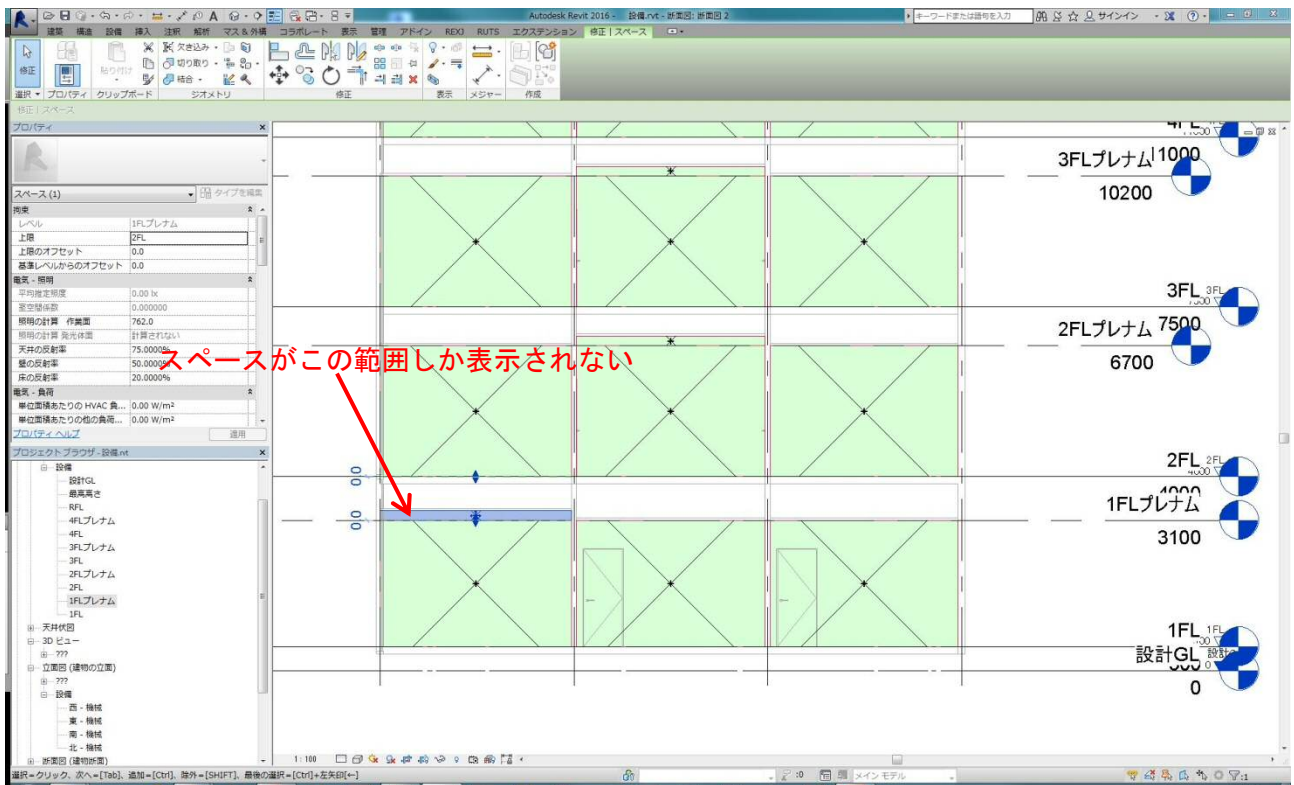 Autodesk Revit 2016 - 設備.rvt - 断面図: 断面図 2
キーワードまたは語句を入力
サインイン
建築 構造 設備 挿入 注釈 解析 マス & 外構 コラボレート 表示 管理 アドイン REXJ RUTS エクステンション 修正 | スペース
修正
貼り付け
欠き込み
切り取り
結合
選択 プロパティ クリップボード ジオメトリ 修正 表示 メジャー 作成
修正 | スペース
プロパティ
スペース (1)
タイプを編集
拘束
レベル 1FLプレナム
上限 2FL
上限のオフセット 0.0
基準レベルからのオフセット 0.0
電気 - 照明
平均推定照度 0.00 lx
室空間係数 0.000000
照明の計算 作業面 762.0
照明の計算 発光体面 計算されない
天井の反射率 75.0000%
壁の反射率 50.0000%
床の反射率 20.0000%
電気 - 負荷
単位面積あたりの HVAC 負... 0.00 W/m²
単位面積あたりの他の負荷... 0.00 W/m²
プロパティ ヘルプ
適用
プロジェクト ブラウザ - 設備.rvt
設備
設計GL
最高高さ
RFL
4FLプレナム
4FL
3FLプレナム
3FL
2FLプレナム
2FL
1FLプレナム
1FL
天井伏図
3D ビュー
???
立面図 (建物の立面)
???
設備
西 - 機械
東 - 機械
南 - 機械
北 - 機械
断面図 (建物断面)
スペースがこの範囲しか表示されない
0.0
0.0
4FL
11000
3FLプレナム
10200
3FL 3FL
7500
2FLプレナム
6700
2FL 2FL
4000
1FLプレナム
3100
1FL 1FL
設計GL
0
1 : 100
選択 = クリック、次へ = [Tab]、追加 = [Ctrl]、除外 = [SHIFT]、最後の選択 = [Ctrl]+左矢印[←]
:0
メイン モデル
:1